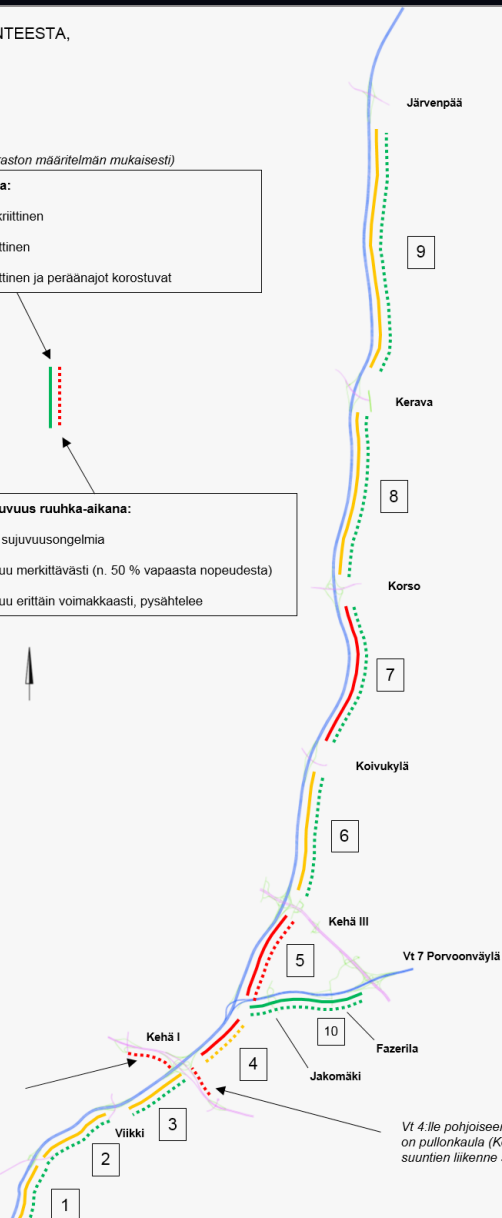 NTEESTA,
raston määritelmän mukaisesti)
a:
kriittinen
ttinen
ttinen ja peräänajot korostuvat
uvuus ruuhka-aikana:
sujuvuusongelmia
uu merkittävästi (n. 50 % vapaasta nopeudesta)
uu erittäin voimakkaasti, pysähtelee
Järvenpää
9
Kerava
8
Korso
7
Koivukylä
6
Kehä III
5
Vt 7 Porvoonväylä
10
Fazerila
Jakomäki
Kehä I
4
3
Viikki
2
1
Vt 4:lle pohjoiseen
on pullonkaula (K
suuntien liikenne